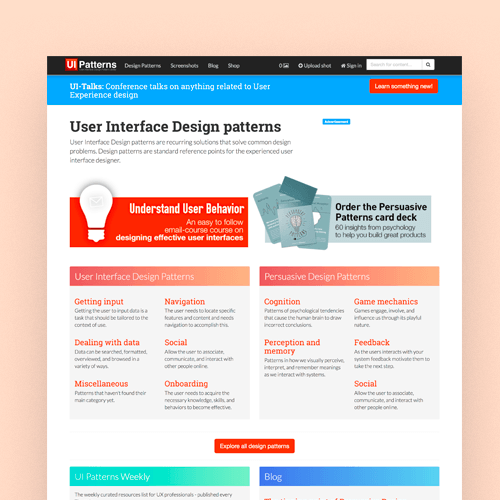 UI Patterns Design Patterns Screenshots Blog Shop 0 Upload shot Sign In Search for content...
UI-Talks: Conference talks on anything related to User
Experience design
Learn something new!
User Interface Design patterns
Advertisement
User Interface Design patterns are recurring solutions that solve common design
problems. Design patterns are standard reference points for the experienced user
interface designer.
Understand User Behavior
An easy to follow
email-course course on
designing effective user interfaces
Order the Persuasive
Patterns card deck
60 insights from psychology
to help you build great products
User Interface Design Patterns
Getting input
Getting the user to input data is a
task that should be tailored to the
context of use.
Navigation
The user needs to locate specific
features and content and needs
navigation to accomplish this.
Dealing with data
Data can be searched, formatted,
overviewed, and browsed in a
variety of ways.
Social
Allow the user to associate,
communicate, and interact with
other people online.
Miscellaneous
Patterns that haven't found their
main category yet.
Onboarding
The user needs to acquire the
necessary knowledge, skills, and
behaviors to become effective.
Persuasive Design Patterns
Cognition
Patterns of psychological tendencies
that cause the human brain to draw
incorrect conclusions.
Game mechanics
Games engage, involve, and
influence us through its playful
nature.
Perception and
memory
Patterns in how we visually perceive,
interpret, and remember meanings
as we interact with systems.
Feedback
As the users interacts with your
system feedback motivate them to
take the next step.
Social
Allow the user to associate,
communicate, and interact with
other people online.
Explore all design patterns
UI Patterns Weekly
The weekly curated resources list for UX professionals - published every
Blog